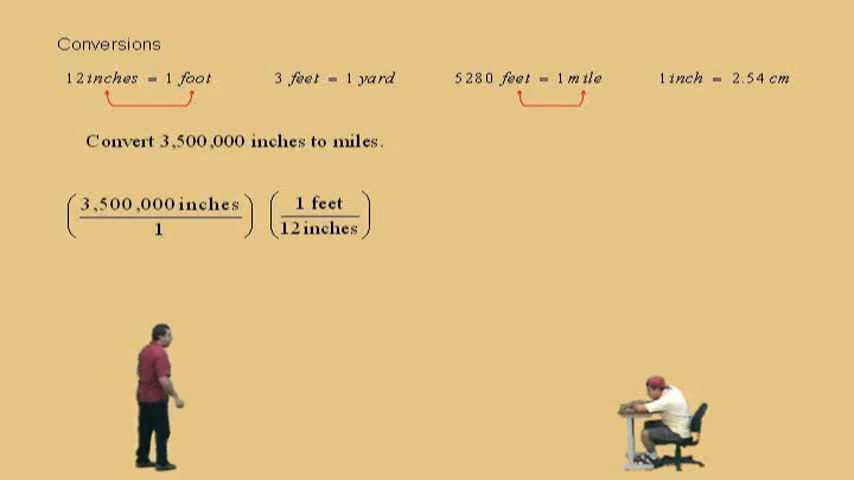 Conversions
12 inches = 1 foot 3 feet = 1 yard 5280 feet = 1 mile 1 inch = 2.54 cm
Convert 3,500,000 inches to miles.
(3,500,000 inches / 1) (1 feet / 12 inches)